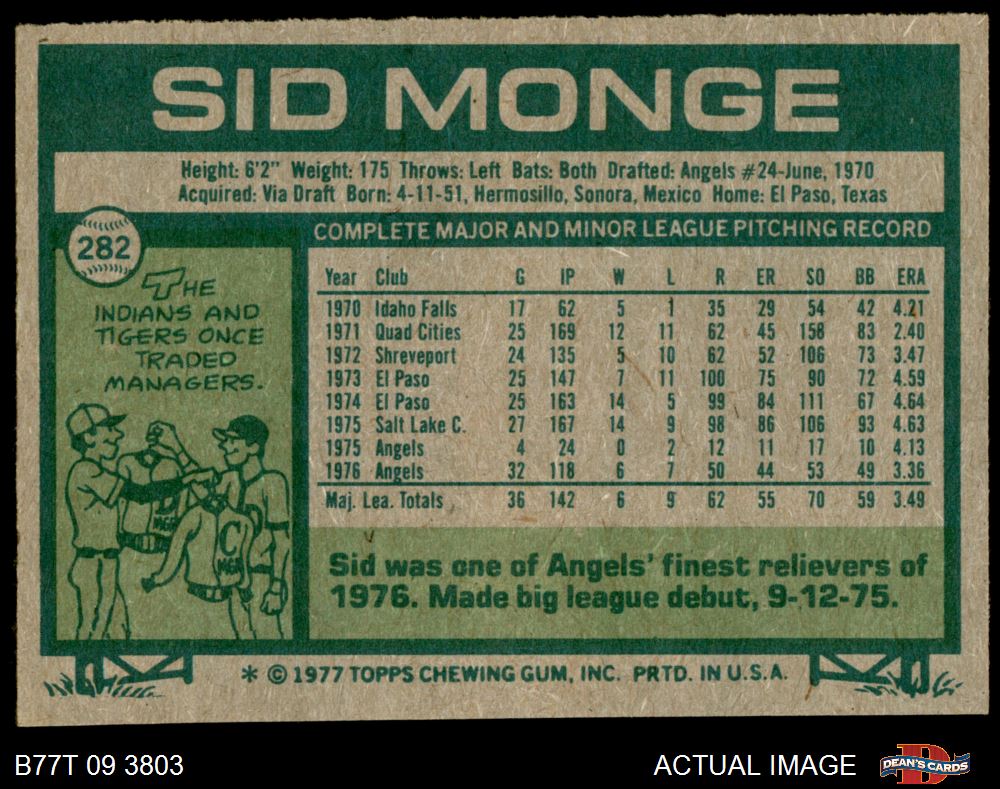 SID MONGE
Height: 6'2" Weight: 175 Throws: Left Bats: Both Drafted: Angels #24-June, 1970
Acquired: Via Draft Born: 4-11-51, Hermosillo, Sonora, Mexico Home: El Paso, Texas
282
THE
INDIANS AND
TIGERS ONCE
TRADED
MANAGERS.
D
MGR
C
MGR
COMPLETE MAJOR AND MINOR LEAGUE PITCHING RECORD
Year Club G IP W L R ER SO BB ERA
1970 Idaho Falls 17 62 5 1 35 29 54 42 4.21
1971 Quad Cities 25 169 12 11 62 45 158 83 2.40
1972 Shreveport 24 135 5 10 62 52 106 73 3.47
1973 El Paso 25 147 7 11 100 75 90 72 4.59
1974 El Paso 25 163 14 5 99 84 111 67 4.64
1975 Salt Lake C. 27 167 14 9 98 86 106 93 4.63
1975 Angels 4 24 0 2 12 11 17 10 4.13
1976 Angels 32 118 6 7 50 44 53 49 3.36
Maj. Lea. Totals 36 142 6 9 62 55 70 59 3.49
Sid was one of Angels' finest relievers of
1976. Made big league debut, 9-12-75.
* © 1977 TOPPS CHEWING GUM, INC. PRTD. IN U.S.A.
B77T 09 3803
ACTUAL IMAGE
D
DEAN'S CARDS